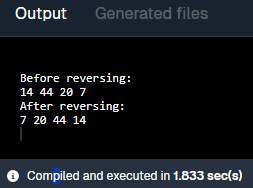 Output Generated files
Before reversing:
14 44 20 7
After reversing:
7 20 44 14
Compiled and executed in 1.833 sec(s)